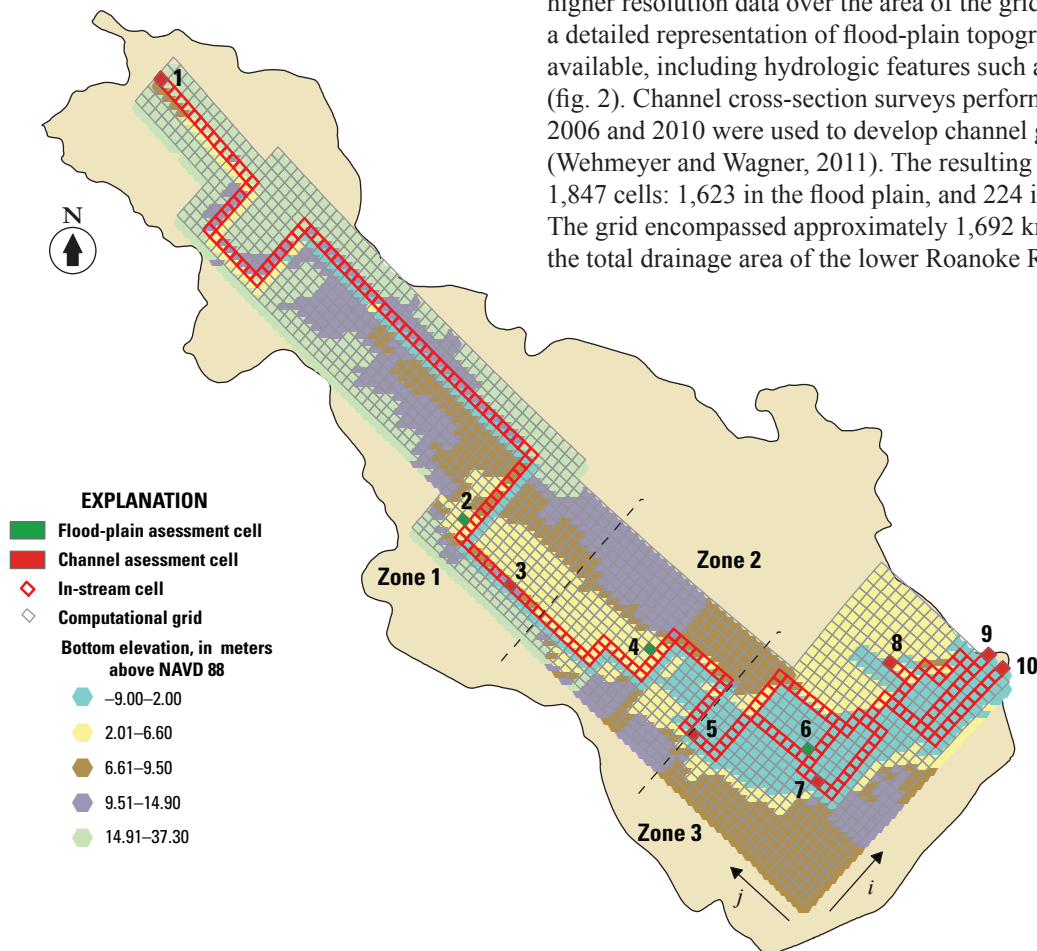 higher resolution data over the area of the grid
a detailed representation of flood-plain topogr
available, including hydrologic features such a
(fig. 2). Channel cross-section surveys perform
2006 and 2010 were used to develop channel g
(Wehmeyer and Wagner, 2011). The resulting
1,847 cells: 1,623 in the flood plain, and 224 i
The grid encompassed approximately 1,692 kn
the total drainage area of the lower Roanoke R
1
N
2
3
Zone 1
Zone 2
4
5
6
7
8
9
10
Zone 3
j
i
EXPLANATION
Flood-plain asessment cell
Channel asessment cell
In-stream cell
Computational grid
Bottom elevation, in meters
above NAVD 88
–9.00–2.00
2.01–6.60
6.61–9.50
9.51–14.90
14.91–37.30